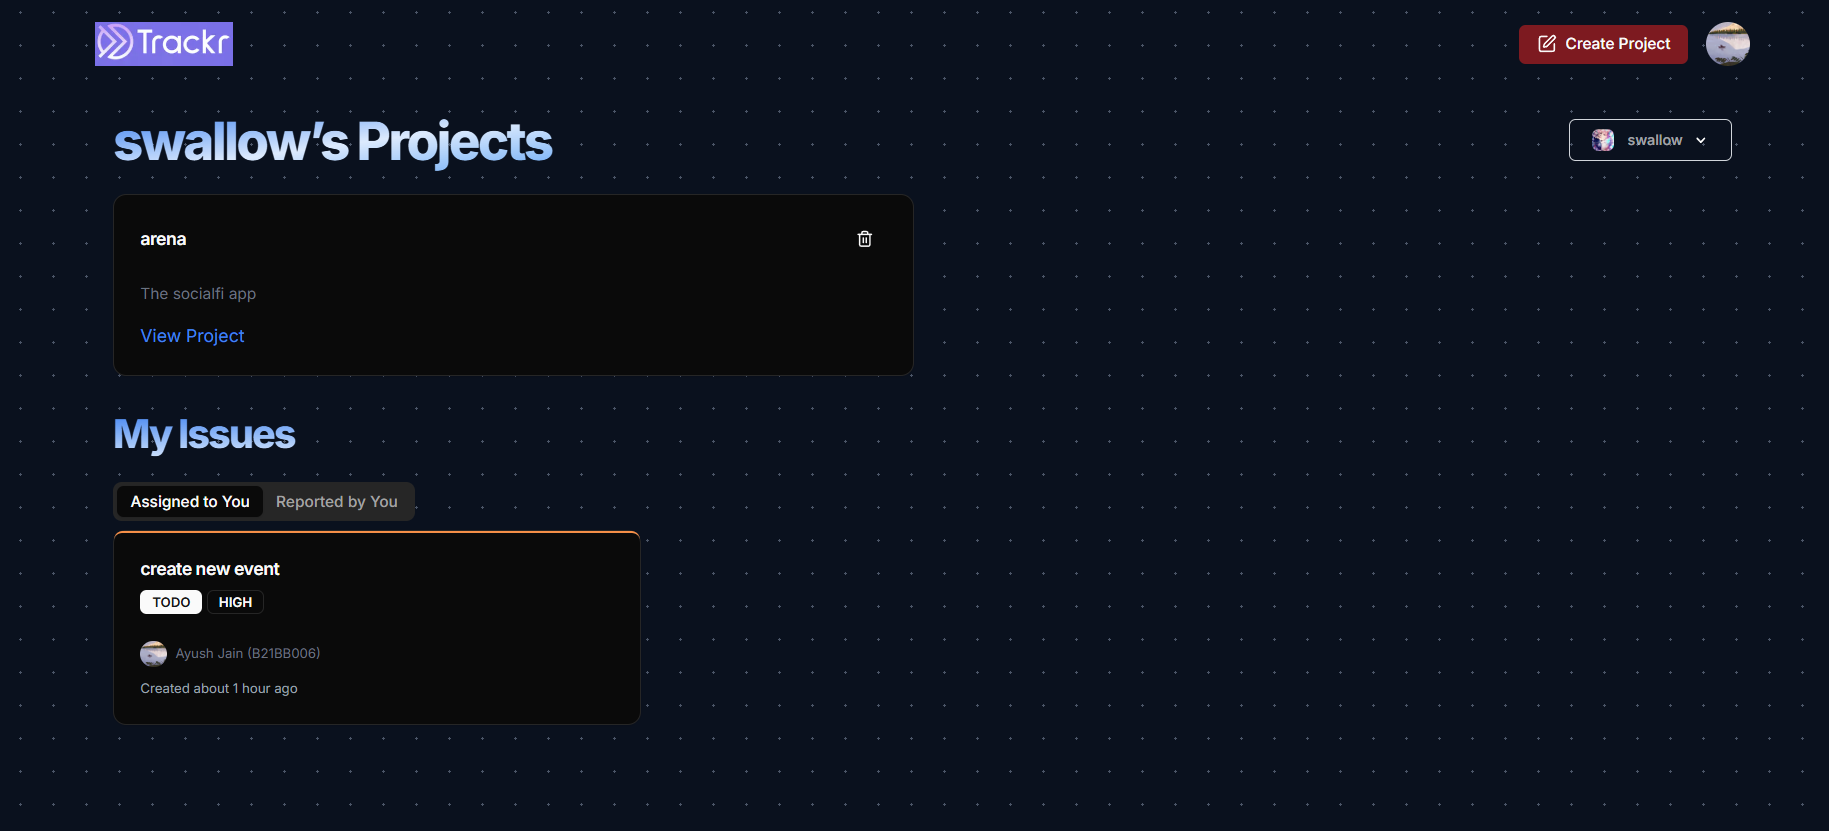 Trackr
Create Project
swallow's Projects
swallow
arena
The socialfi app
View Project
My Issues
Assigned to You
Reported by You
create new event
TODO
HIGH
Ayush Jain (B21BB006)
Created about 1 hour ago